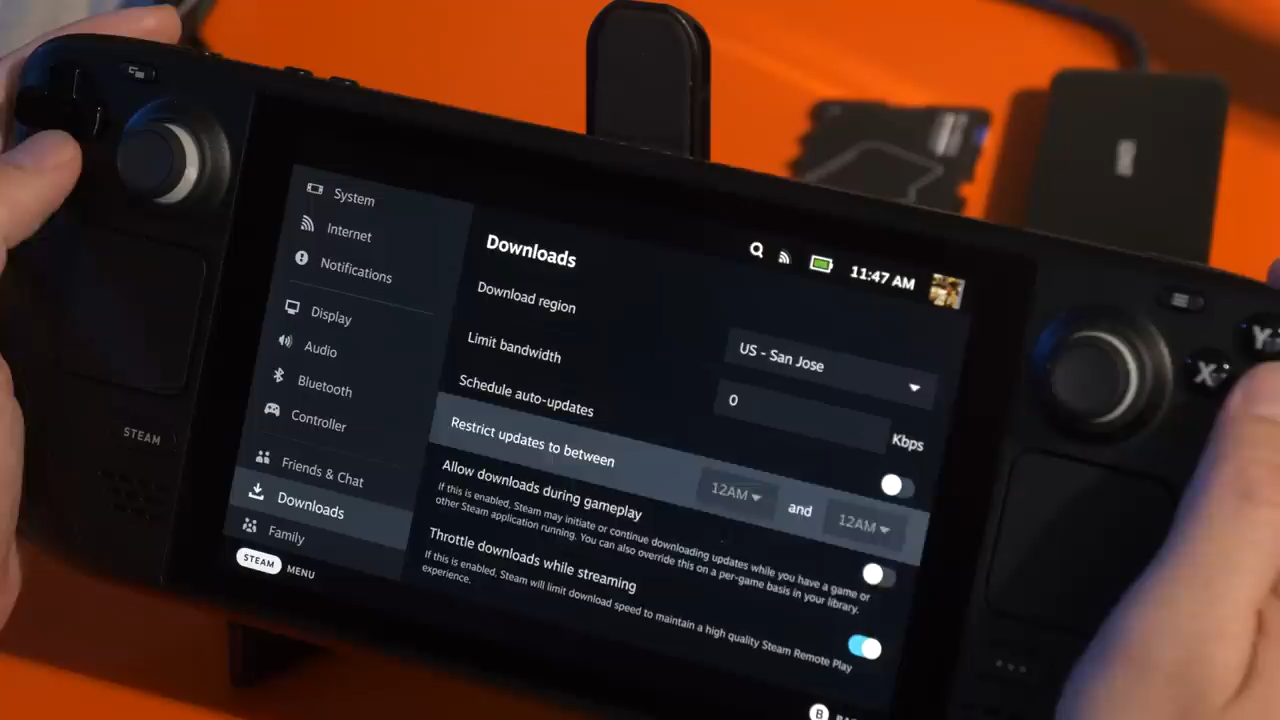 System
Internet
Notifications
Display
Audio
Bluetooth
Controller
Friends & Chat
Downloads
Family
STEAM MENU
Downloads
11:47 AM
Download region
US - San Jose
Limit bandwidth
0
Kbps
Schedule auto-updates
Restrict updates to between
12AM and 12AM
Allow downloads during gameplay
If this is enabled, Steam may initiate or continue downloading updates while you have a game or
other Steam application running. You can also override this on a per-game basis in your library.
Throttle downloads while streaming
If this is enabled, Steam will limit download speed to maintain a high quality Steam Remote Play
experience.
B
STEAM
Y
X